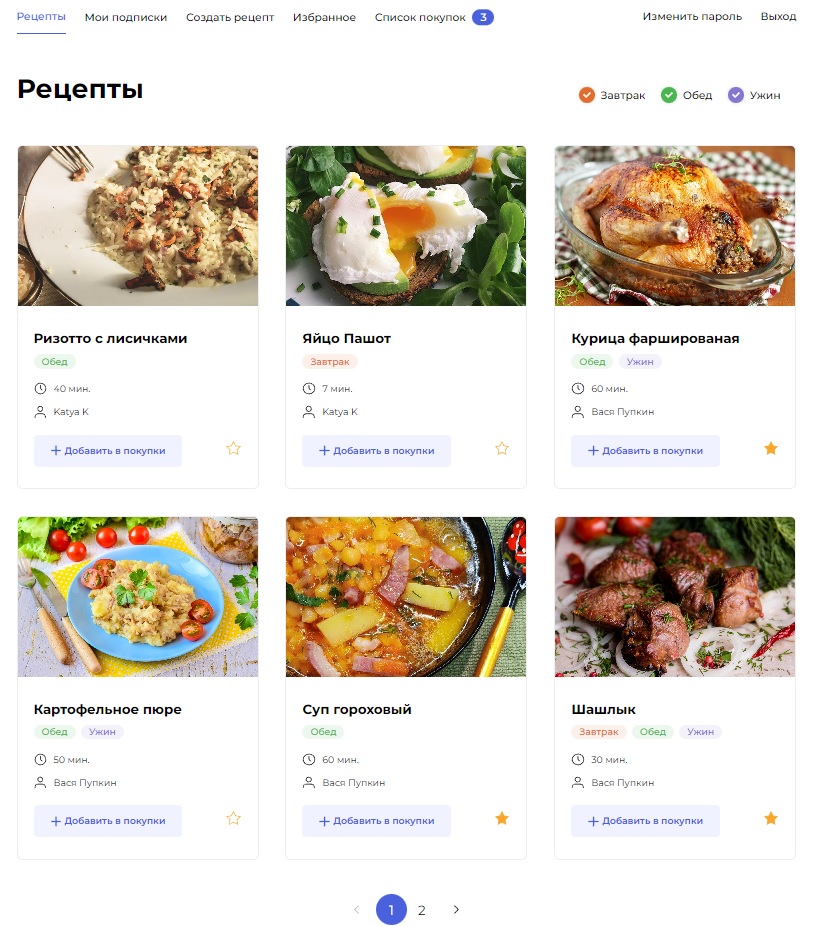 Рецепты Мои подписки Создать рецепт Избранное Список покупок 3 Изменить пароль Выход
Рецепты
Завтрак Обед Ужин
Ризотто с лисичками
Обед
40 мин.
Katya K
Добавить в покупки
Яйцо Пашот
Завтрак
7 мин.
Katya K
Добавить в покупки
Курица фаршированая
Обед Ужин
60 мин.
Вася Пупкин
Добавить в покупки
Картофельное пюре
Обед Ужин
50 мин.
Вася Пупкин
Добавить в покупки
Суп гороховый
Обед
60 мин.
Вася Пупкин
Добавить в покупки
Шашлык
Завтрак Обед Ужин
30 мин.
Вася Пупкин
Добавить в покупки
1 2